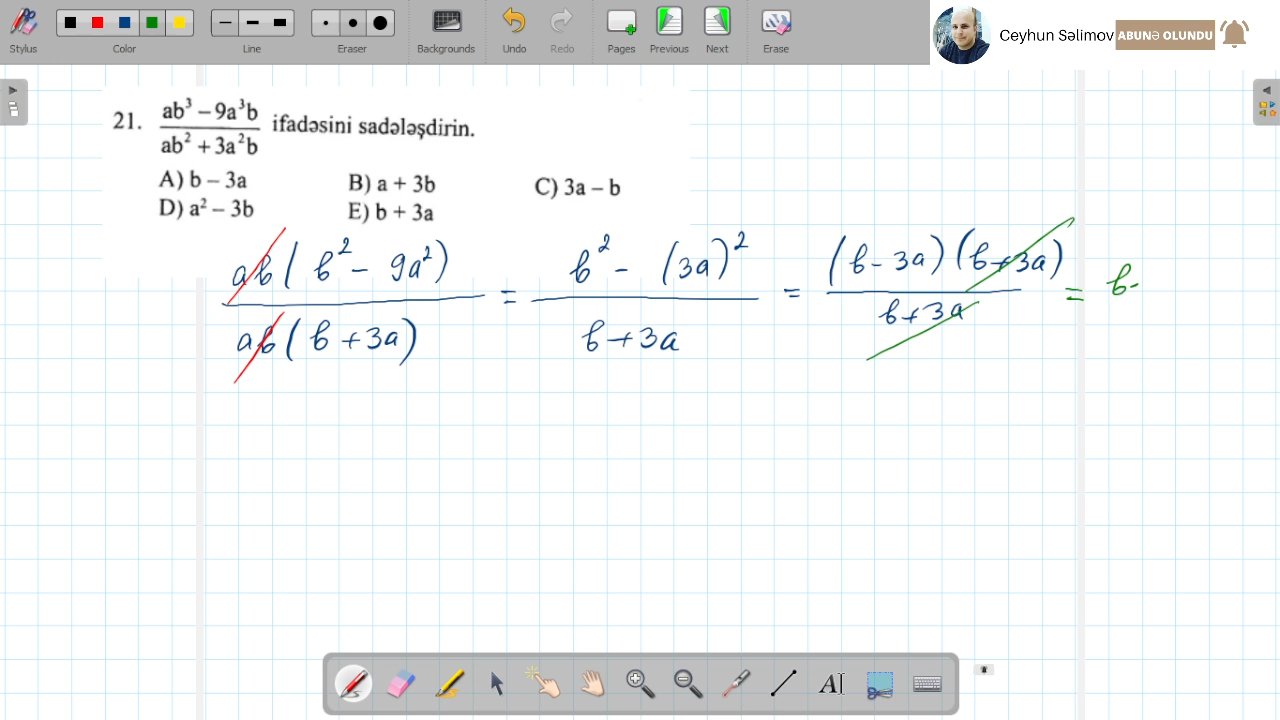 Stylus Color Line Eraser Backgrounds Undo Redo Pages Previous Next Erase
Ceyhun Səlimov ABUNƏ OLUNDU
21. (ab³ – 9a³b)/(ab² + 3a²b) ifadəsini sadələşdirin.
A) b – 3a B) a + 3b C) 3a – b
D) a² – 3b E) b + 3a
ab(b² - 9a²)/ab(b + 3a) = (b² - (3a)²)/(b + 3a) = (b - 3a)(b + 3a)/(b + 3a) = b-
AI